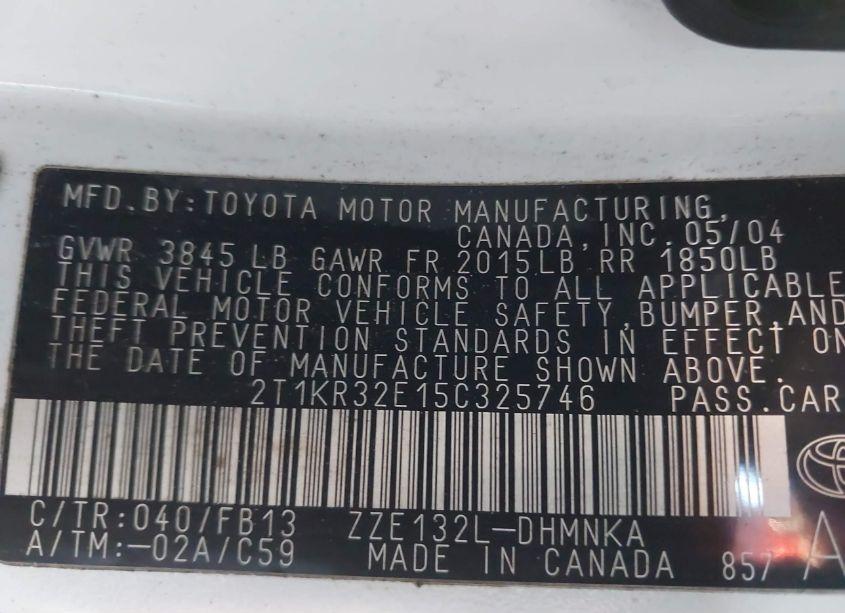 MFD.BY:TOYOTA MOTOR MANUFACTURING,
CANADA,INC. 05/04
GVWR 3845 LB GAWR FR 2015LB RR 1850LB
THIS VEHICLE CONFORMS TO ALL APPLICABLE
FEDERAL MOTOR VEHICLE SAFETY, BUMPER, AND
THEFT PREVENTION STANDARDS IN EFFECT ON
THE DATE OF MANUFACTURE SHOWN ABOVE.
2T1KR32E15C325746 PASS.CAR
C/TR:040/FB13 ZZE132L-DHMNKA
A/TM:-02A/C59 MADE IN CANADA 857 A